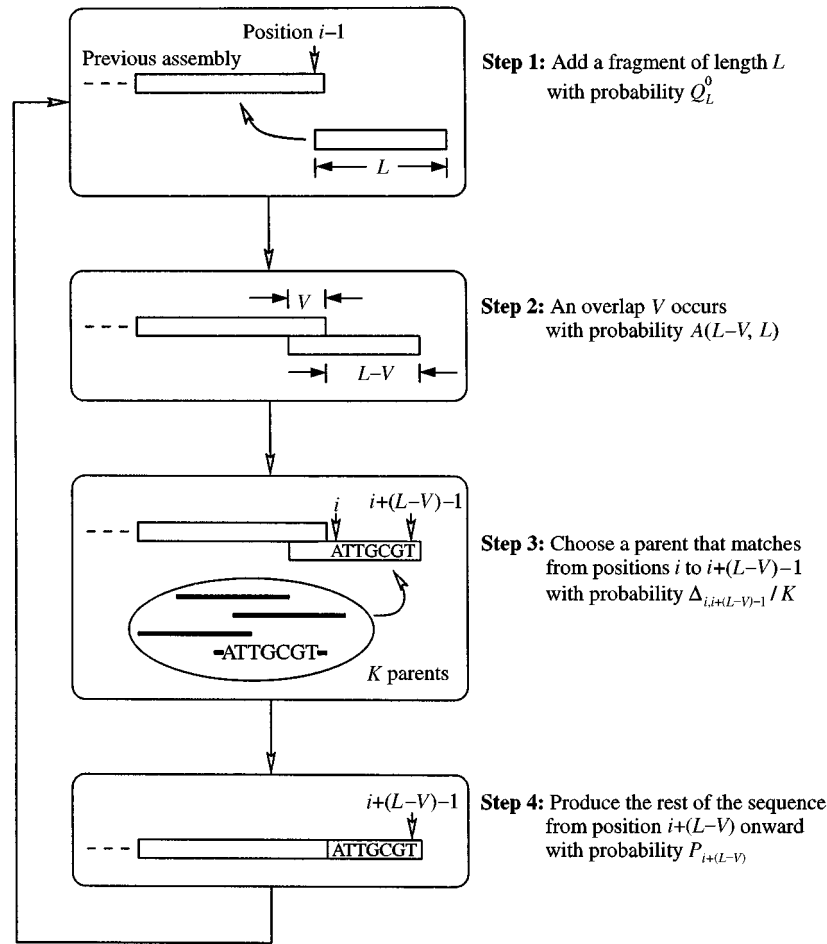 Position i–1
Previous assembly
L
Step 1: Add a fragment of length L
with probability Q_L^0
V
L–V
Step 2: An overlap V occurs
with probability A(L–V, L)
i
i+(L–V)–1
ATTGCGT
ATTGCGT
K parents
Step 3: Choose a parent that matches
from positions i to i+(L–V)–1
with probability Δ_{i,i+(L–V)–1} / K
i+(L–V)–1
ATTGCGT
Step 4: Produce the rest of the sequence
from position i+(L–V) onward
with probability P_{i+(L–V)}